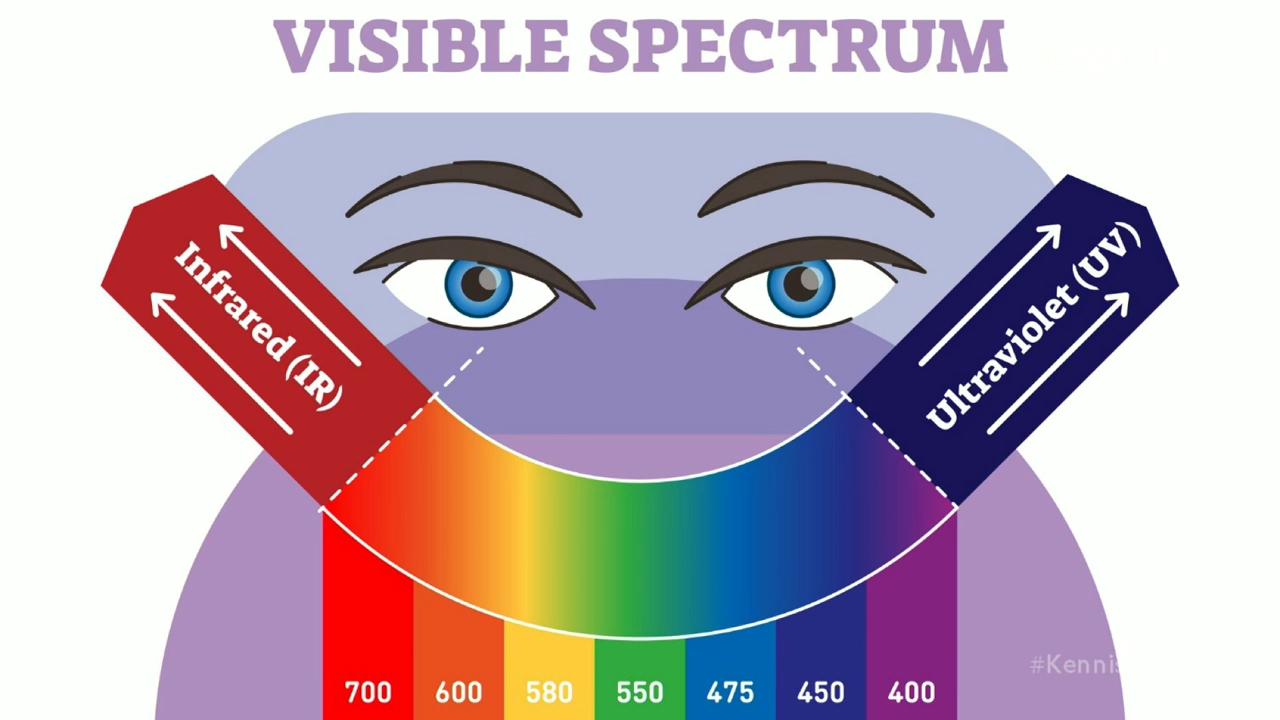 VISIBLE SPECTRUM
Infrared (IR)
Ultraviolet (UV)
700 600 580 550 475 450 400